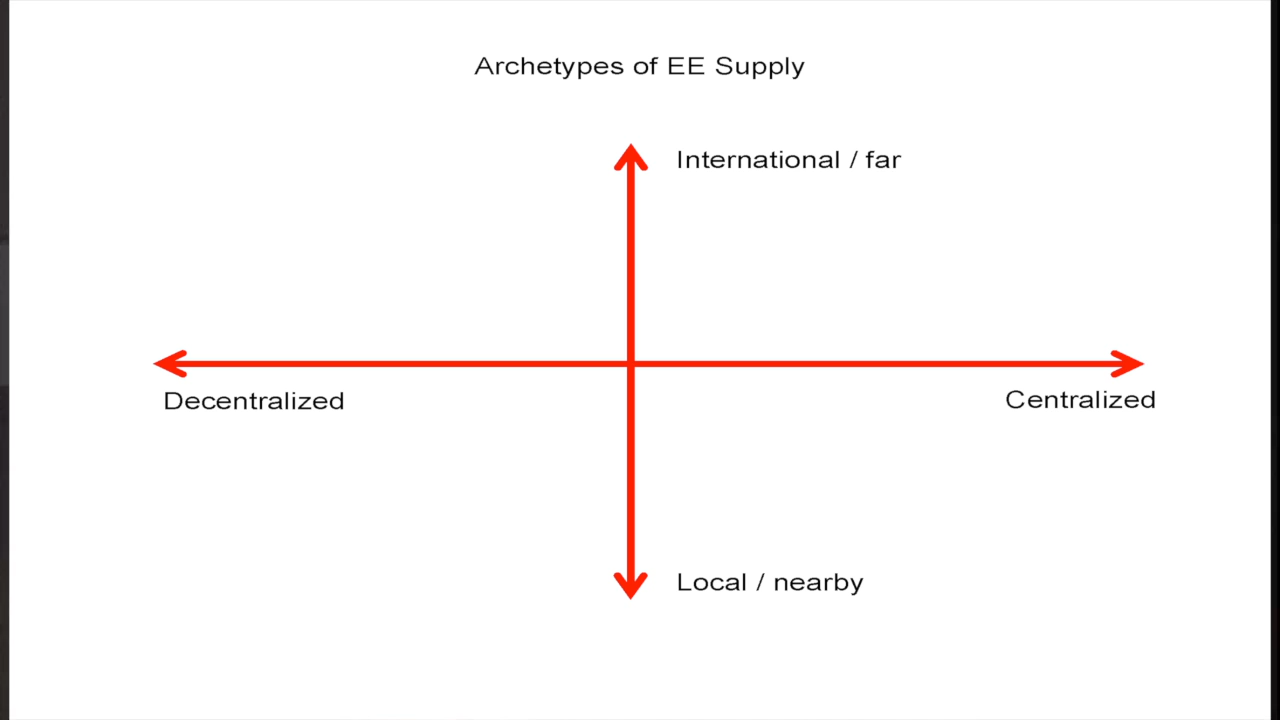 Archetypes of EE Supply
International / far
Decentralized
Centralized
Local / nearby